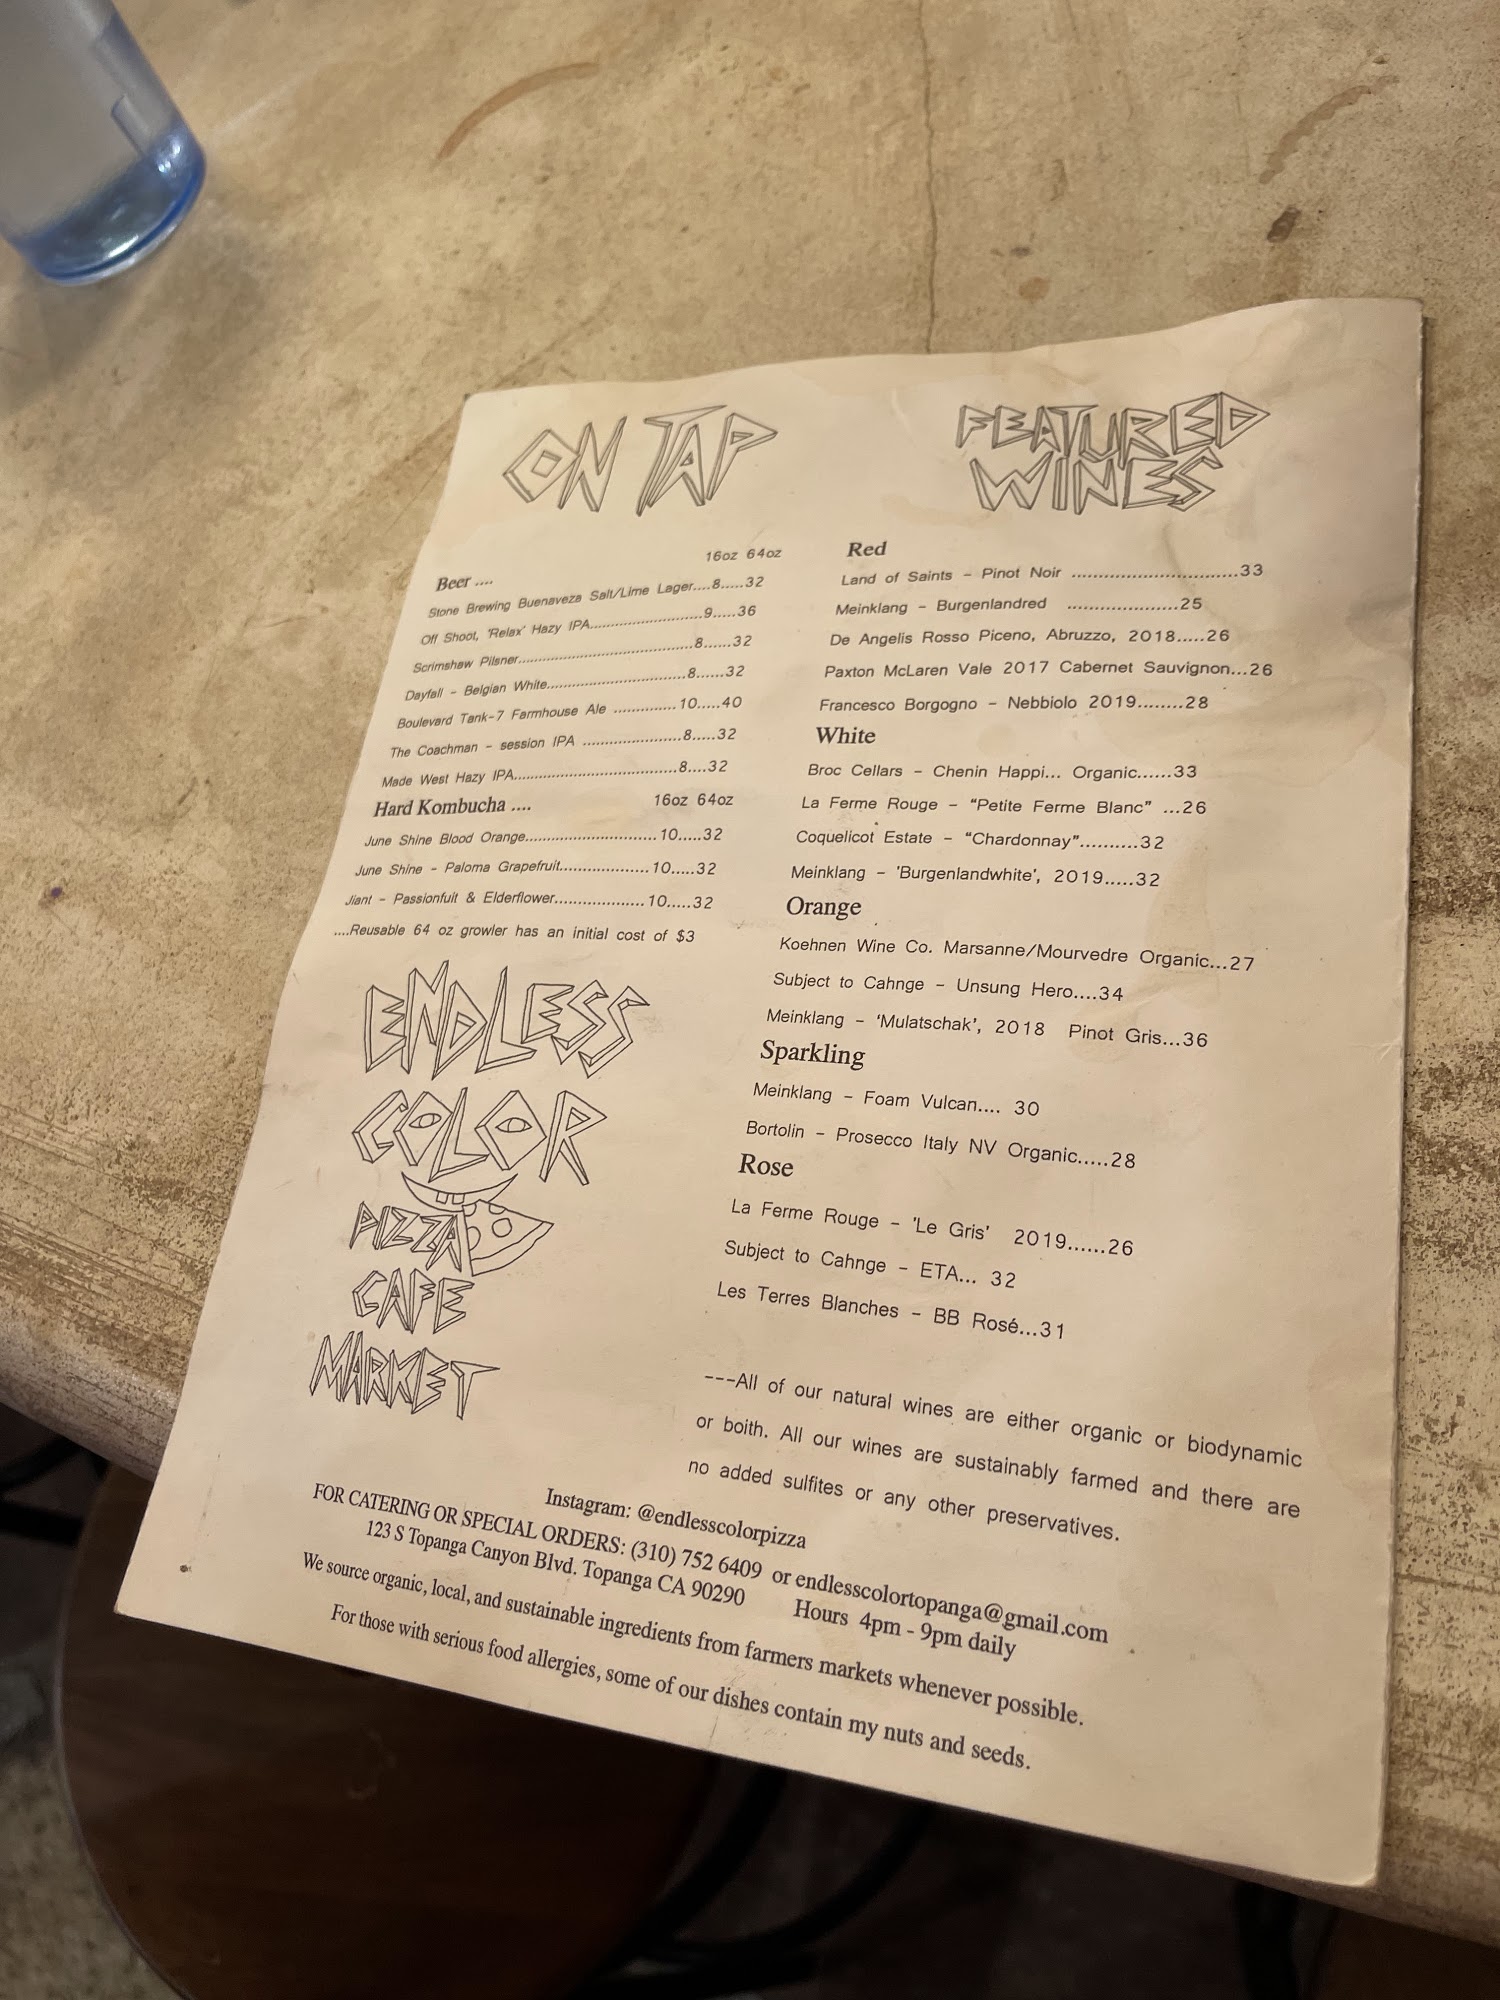 ON TAP
16oz 64oz
Beer ....
Stone Brewing Buenaveza Salt/Lime Lager....8.....32
Off Shoot, 'Relax' Hazy IPA..........................9.....36
Scrimshaw Pilsner........................................8......32
Dayfall - Belgian White................................8......32
Boulevard Tank-7 Farmhouse Ale .............10.....40
The Coachman - session IPA ......................8.....32
Made West Hazy IPA....................................8....32
Hard Kombucha .... 16oz 64oz
June Shine Blood Orange.............................10.....32
June Shine - Paloma Grapefruit....................10.....32
Jiant - Passionfuit & Elderflower....................10.....32
....Reusable 64 oz growler has an initial cost of $3
ENDLESS
COLOR
PIZZA
CAFE
MARKET
FEATURED
WINES
Red
Land of Saints - Pinot Noir ................................33
Meinklang - Burgenlandred .....................25
De Angelis Rosso Piceno, Abruzzo, 2018.....26
Paxton McLaren Vale 2017 Cabernet Sauvignon...26
Francesco Borgogno - Nebbiolo 2019........28
White
Broc Cellars - Chenin Happi... Organic......33
La Ferme Rouge - “Petite Ferme Blanc” ...26
Coquelicot Estate - “Chardonnay”..........32
Meinklang - 'Burgenlandwhite', 2019.....32
Orange
Koehnen Wine Co. Marsanne/Mourvedre Organic...27
Subject to Cahnge - Unsung Hero....34
Meinklang - ‘Mulatschak’, 2018 Pinot Gris...36
Sparkling
Meinklang - Foam Vulcan.... 30
Bortolin - Prosecco Italy NV Organic.....28
Rose
La Ferme Rouge - 'Le Gris' 2019......26
Subject to Cahnge - ETA... 32
Les Terres Blanches - BB Rosé...31
---All of our natural wines are either organic or biodynamic
or boith. All our wines are sustainably farmed and there are
no added sulfites or any other preservatives.
Instagram: @endlesscolorpizza
FOR CATERING OR SPECIAL ORDERS: (310) 752 6409 or endlesscolortopanga@gmail.com
123 S Topanga Canyon Blvd. Topanga CA 90290 Hours 4pm - 9pm daily
We source organic, local, and sustainable ingredients from farmers markets whenever possible.
For those with serious food allergies, some of our dishes contain my nuts and seeds.